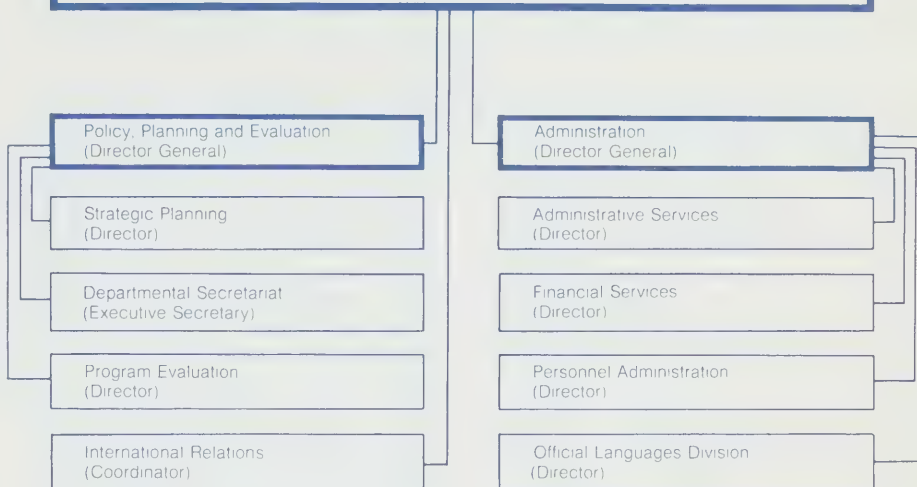 Policy, Planning and Evaluation
(Director General)
Strategic Planning
(Director)
Departmental Secretariat
(Executive Secretary)
Program Evaluation
(Director)
International Relations
(Coordinator)
Administration
(Director General)
Administrative Services
(Director)
Financial Services
(Director)
Personnel Administration
(Director)
Official Languages Division
(Director)